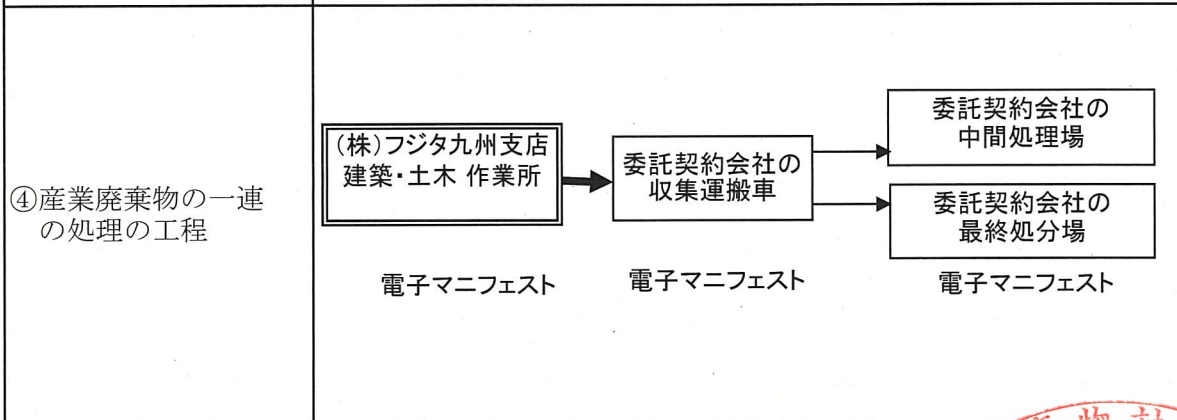 ④産業廃棄物の一連
の処理の工程
(株)フジタ九州支店
建築・土木 作業所
委託契約会社の
収集運搬車
委託契約会社の
中間処理場
委託契約会社の
最終処分場
電子マニフェスト
電子マニフェスト
電子マニフェスト